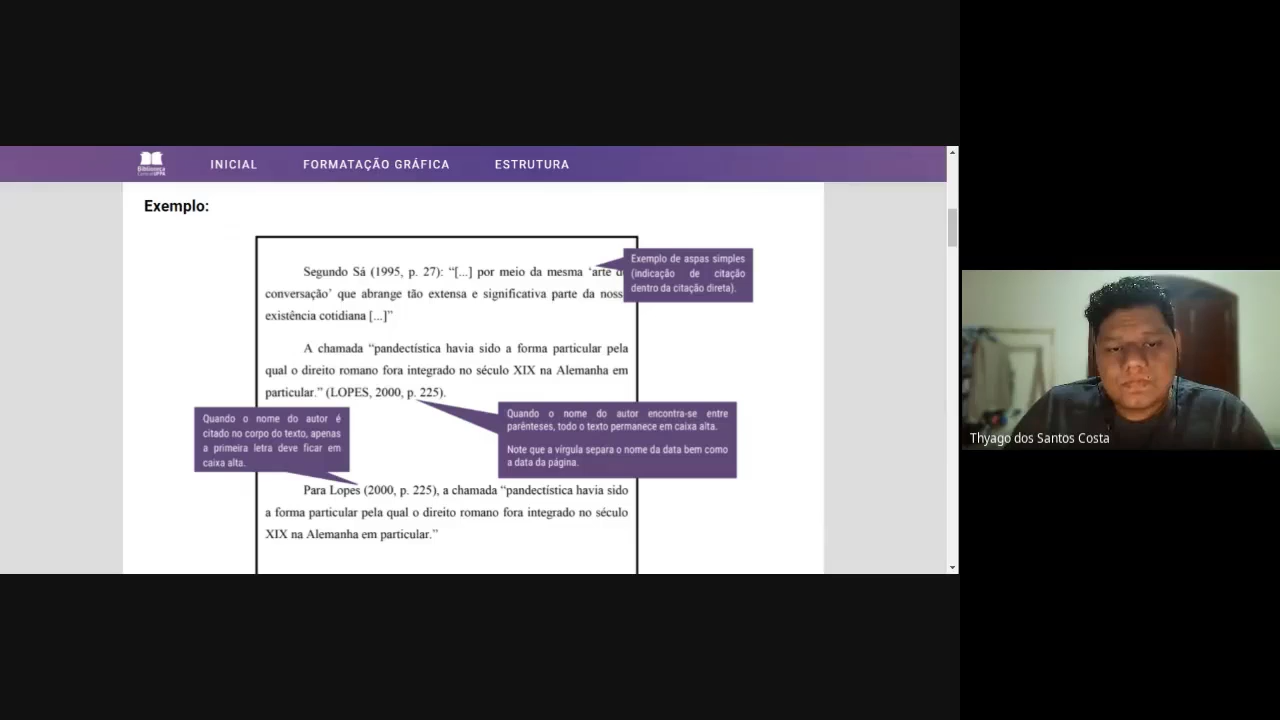 Biblioteca
Central UFPA
INICIAL
FORMATAÇÃO GRÁFICA
ESTRUTURA
Exemplo:
Segundo Sá (1995, p. 27): “[...] por meio da mesma ‘arte d
conversação’ que abrange tão extensa e significativa parte da noss
existência cotidiana [...]”
Exemplo de aspas simples
(indicação de citação
dentro da citação direta).
A chamada “pandectística havia sido a forma particular pela
qual o direito romano fora integrado no século XIX na Alemanha em
particular.” (LOPES, 2000, p. 225).
Quando o nome do autor é
citado no corpo do texto, apenas
a primeira letra deve ficar em
caixa alta.
Quando o nome do autor encontra-se entre
parênteses, todo o texto permanece em caixa alta.
Note que a vírgula separa o nome da data bem como
a data da página.
Para Lopes (2000, p. 225), a chamada “pandectística havia sido
a forma particular pela qual o direito romano fora integrado no século
XIX na Alemanha em particular.”
Thyago dos Santos Costa